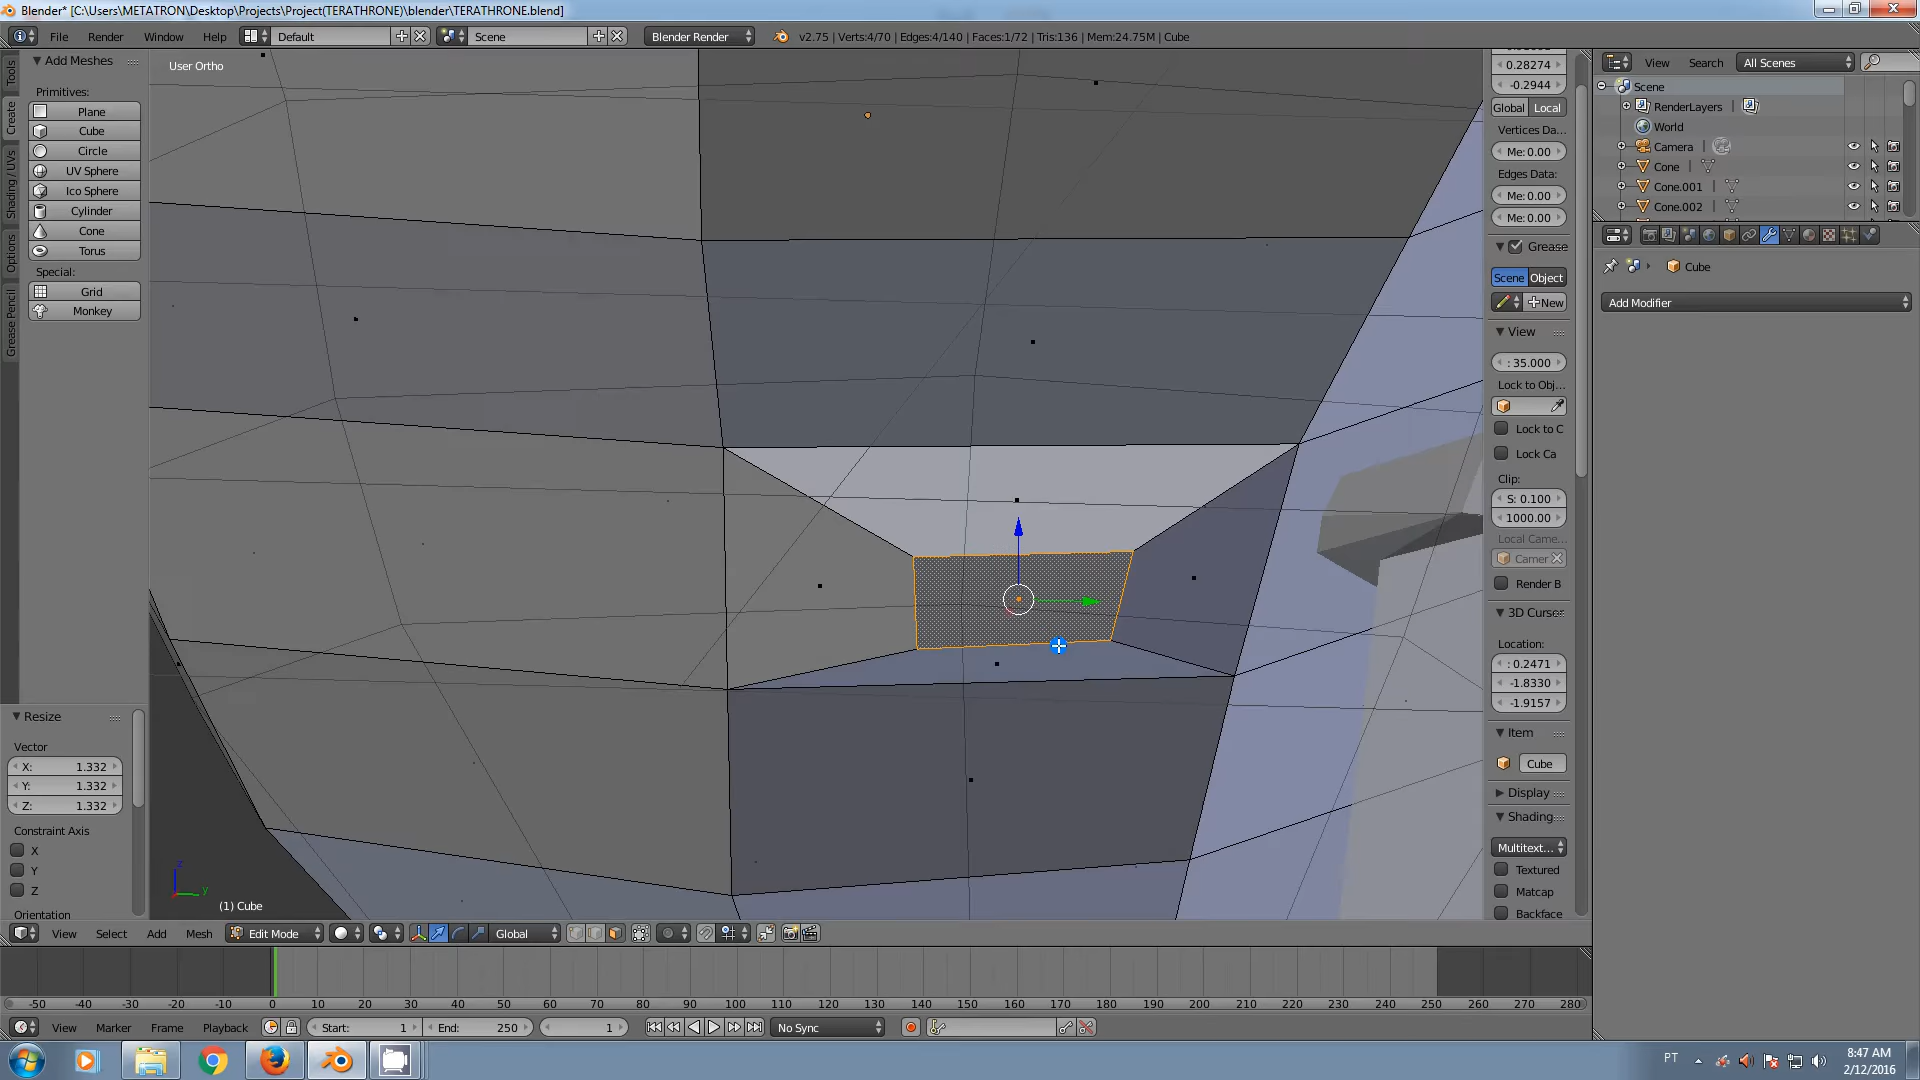 Blender* [C:\Users\METATRON\Desktop\Projects\Project(TERATHRONE)\blender\TERATHRONE.blend]
File Render Window Help Default Scene Blender Render v2.75 | Verts:4/70 | Edges:4/140 | Faces:1/72 | Tris:136 | Mem:24.75M | Cube
Tools
Create
Shading / UVs
Options
Grease Pencil
Add Meshes
Primitives:
Plane
Cube
Circle
UV Sphere
Ico Sphere
Cylinder
Cone
Torus
Special:
Grid
Monkey
Resize
Vector
X: 1.332
Y: 1.332
Z: 1.332
Constraint Axis
X
Y
Z
Orientation
User Ortho
z
y
(1) Cube
0.28274
-0.2944
Global Local
Vertices Da...
Me: 0.00
Edges Data:
Me: 0.00
Me: 0.00
Grease
Scene Object
New
View
: 35.000
Lock to Obj...
Lock to C
Lock Ca
Clip:
S: 0.100
1000.00
Local Came...
Camer
Render B
3D Curso
Location:
: 0.2471
-1.8330
-1.9157
Item
Cube
Display
Shading
Multitext...
Textured
Matcap
Backface
View Search All Scenes
Scene
RenderLayers |
World
Camera |
Cone |
Cone.001 |
Cone.002 |
Cube
Add Modifier
View Select Add Mesh Edit Mode Global
-50 -40 -30 -20 -10 0 10 20 30 40 50 60 70 80 90 100 110 120 130 140 150 160 170 180 190 200 210 220 230 240 250 260 270 280
View Marker Frame Playback Start: 1 End: 250 1 No Sync
PT
8:47 AM
2/12/2016